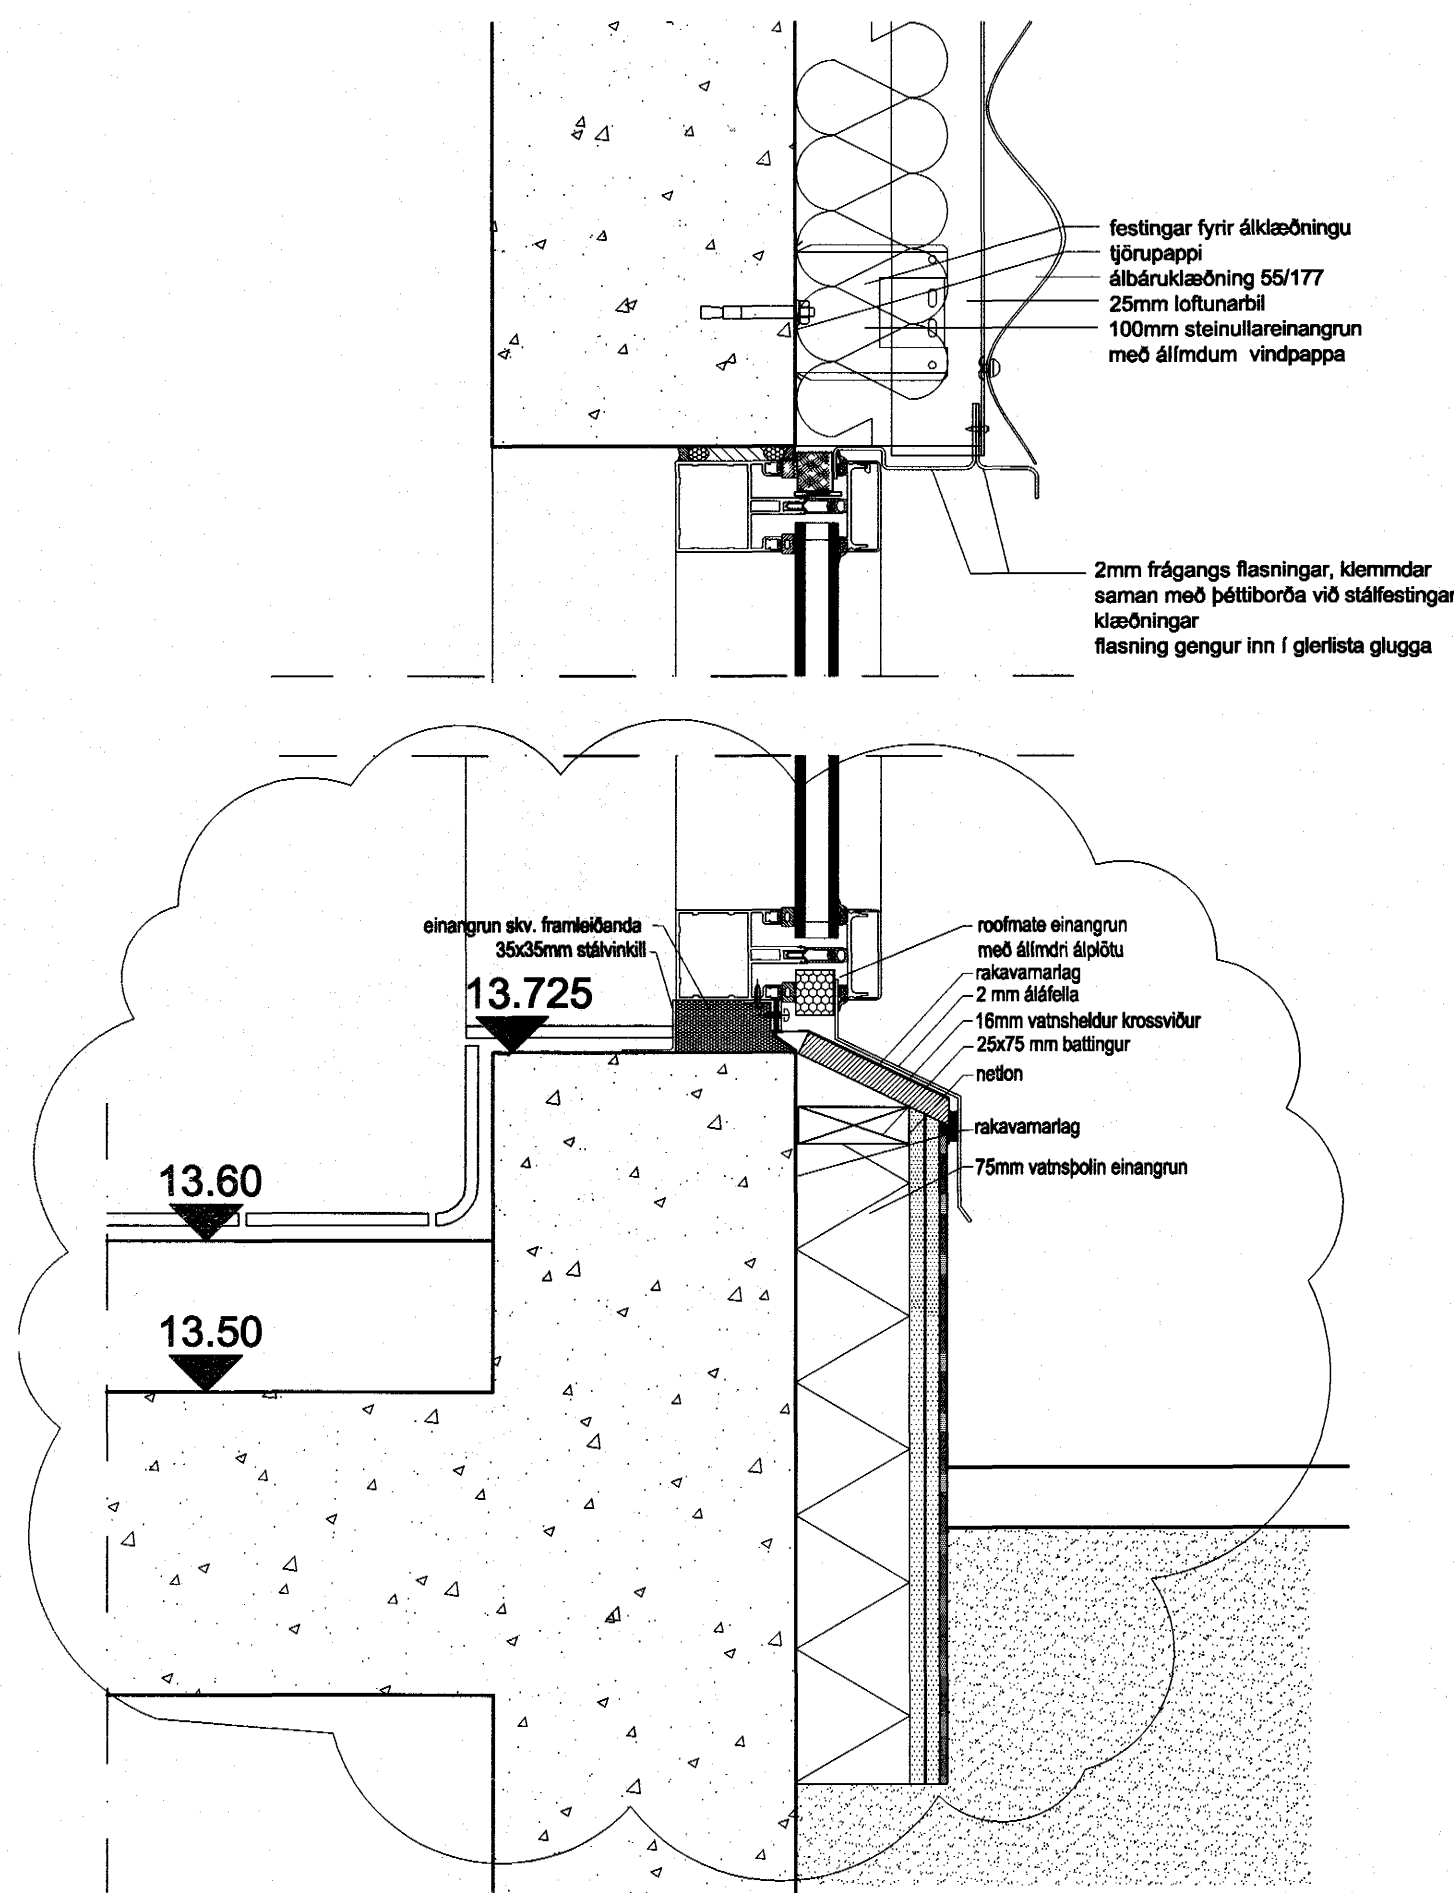 festingar fyrir álklæðningu
tjörupappi
álbáruklæðning 55/177
25mm loftunarbil
100mm steinullareinangrun
með álímdum vindpappa
2mm frágangs flasningar, klemmdar
saman með þéttiborða við stálfestingar
klæðningar
flasning gengur inn í glerlista glugga
einangrun skv. framleiðanda
35x35mm stálvinkill
13.725
roofmate einangrun
með álímdri álplötu
rakavarnarlag
2 mm áláfella
16mm vatnsheldur krossviður
25x75 mm battingur
netlon
rakavarnarlag
75mm vatnsþolin einangrun
13.60
13.50